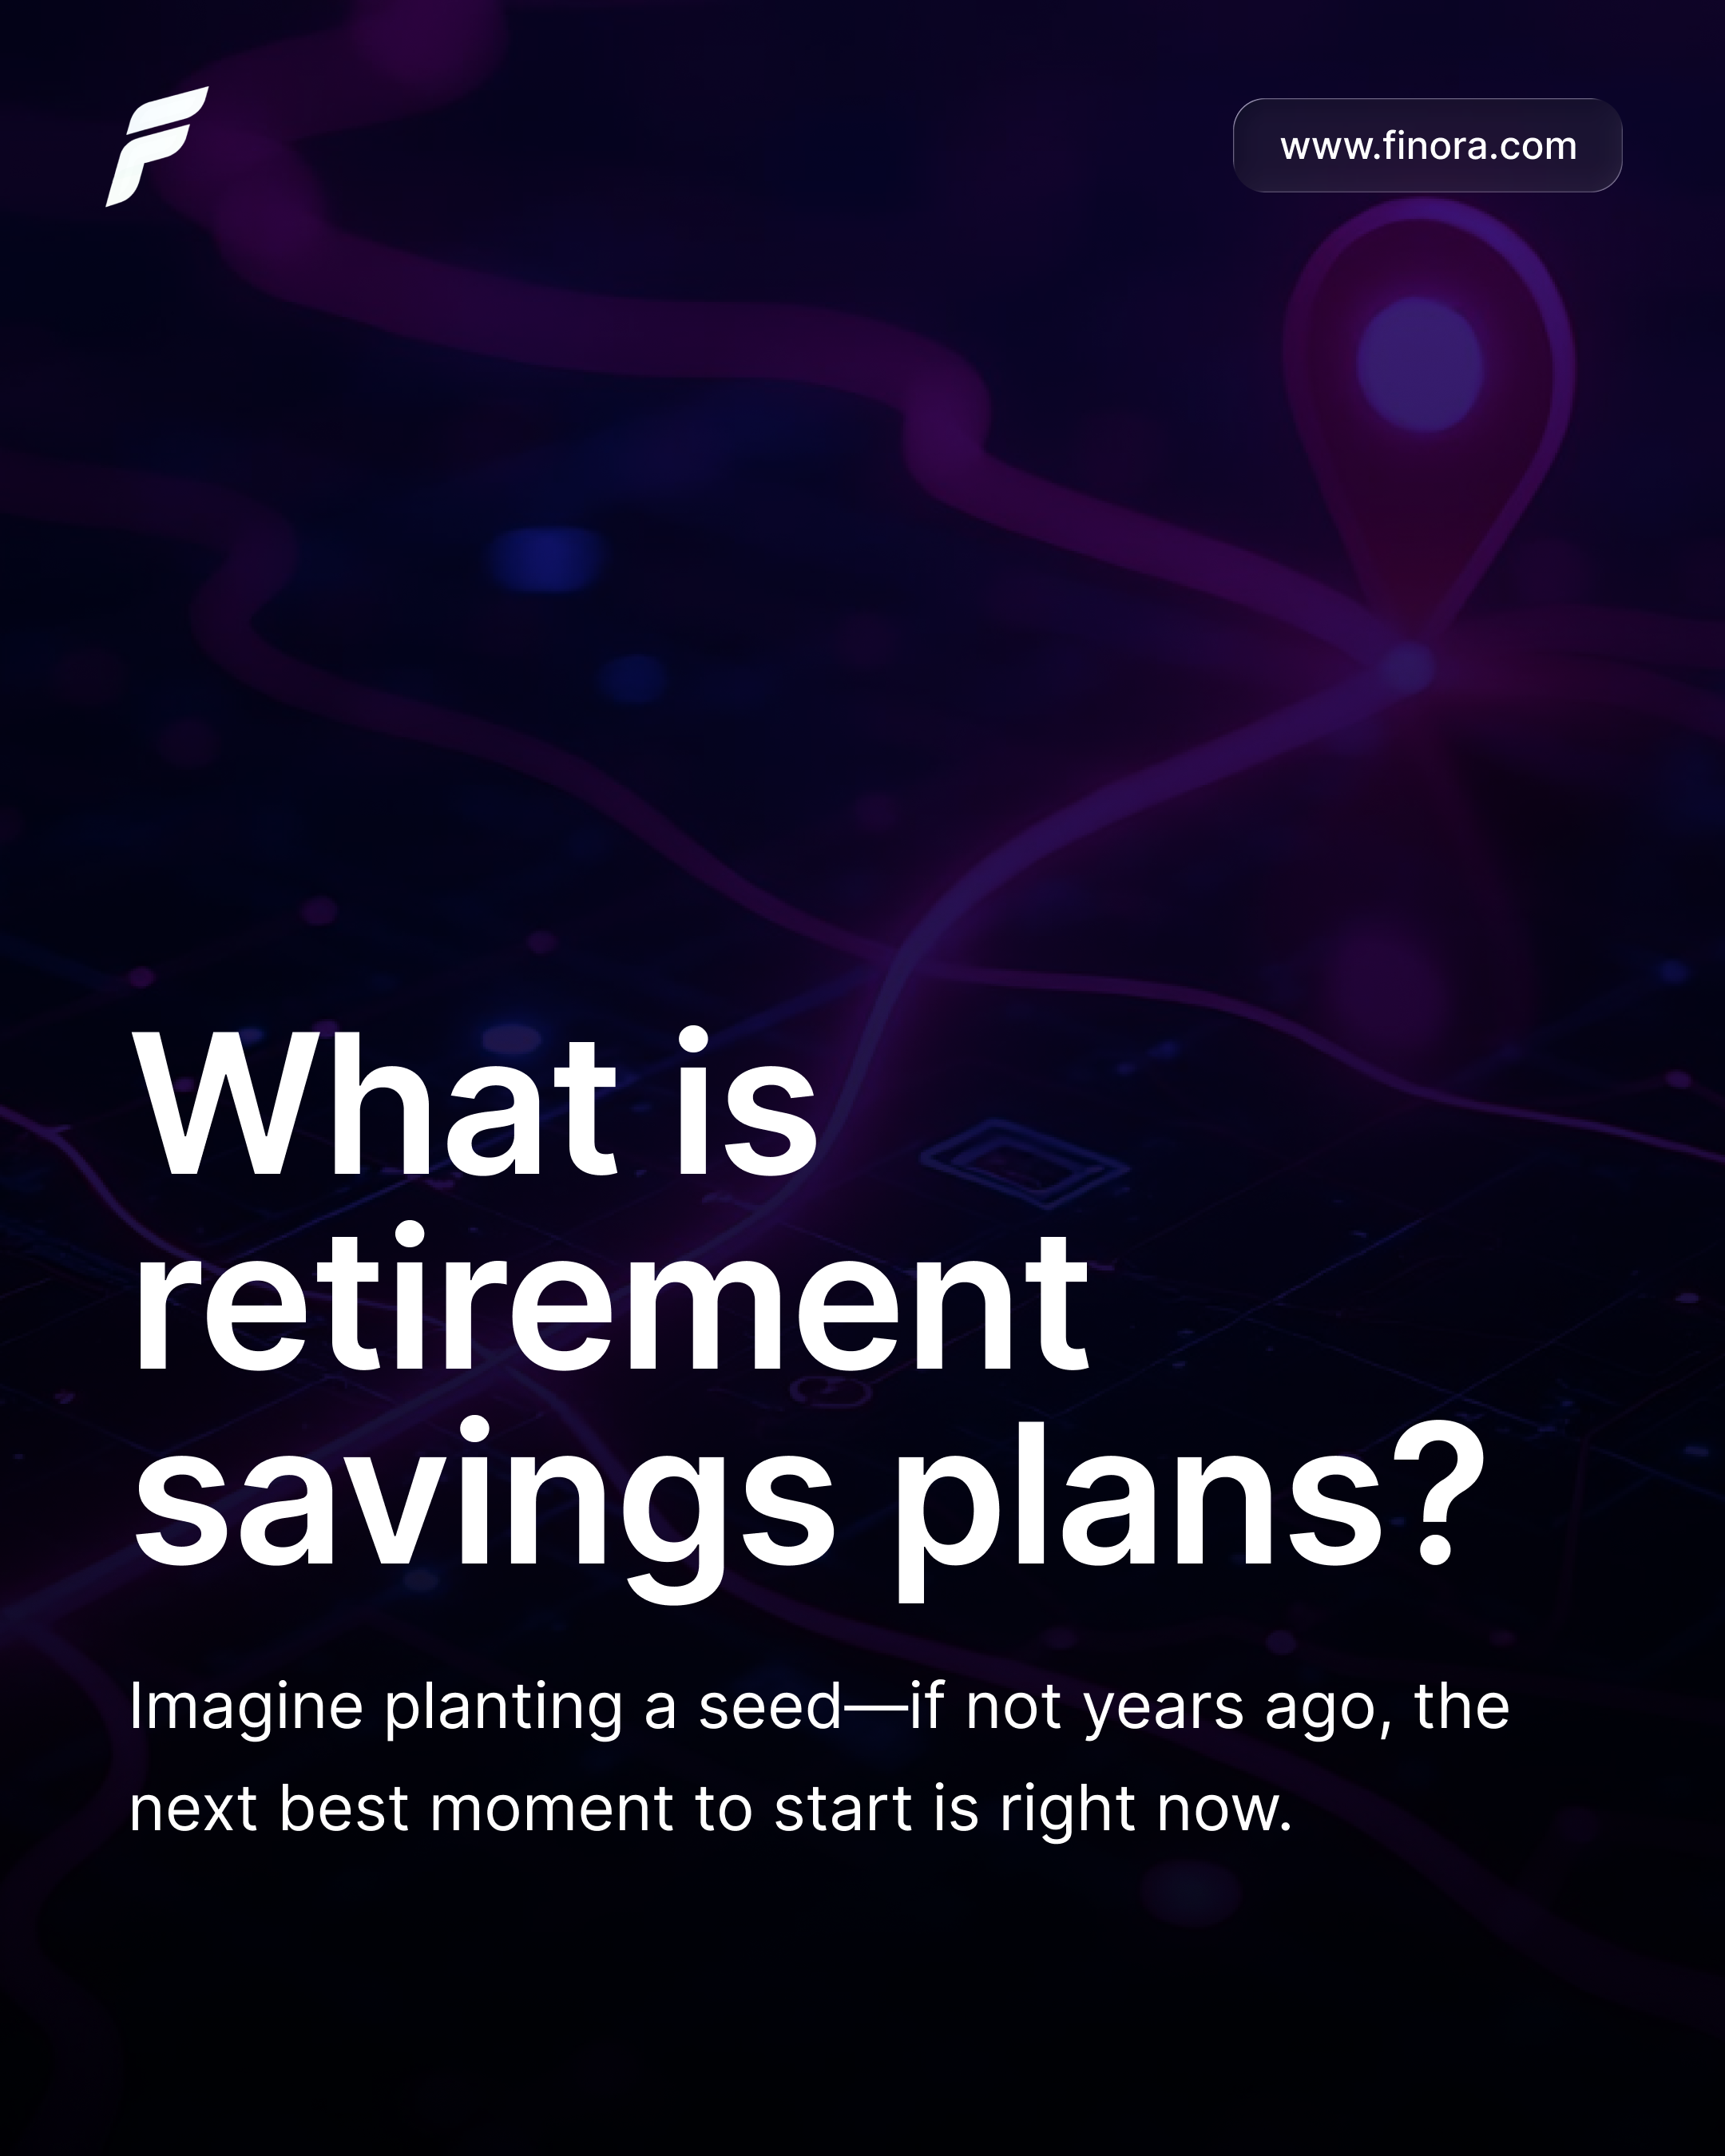 www.finora.com
What is
retirement
savings plans?
Imagine planting a seed—if not years ago, the
next best moment to start is right now.